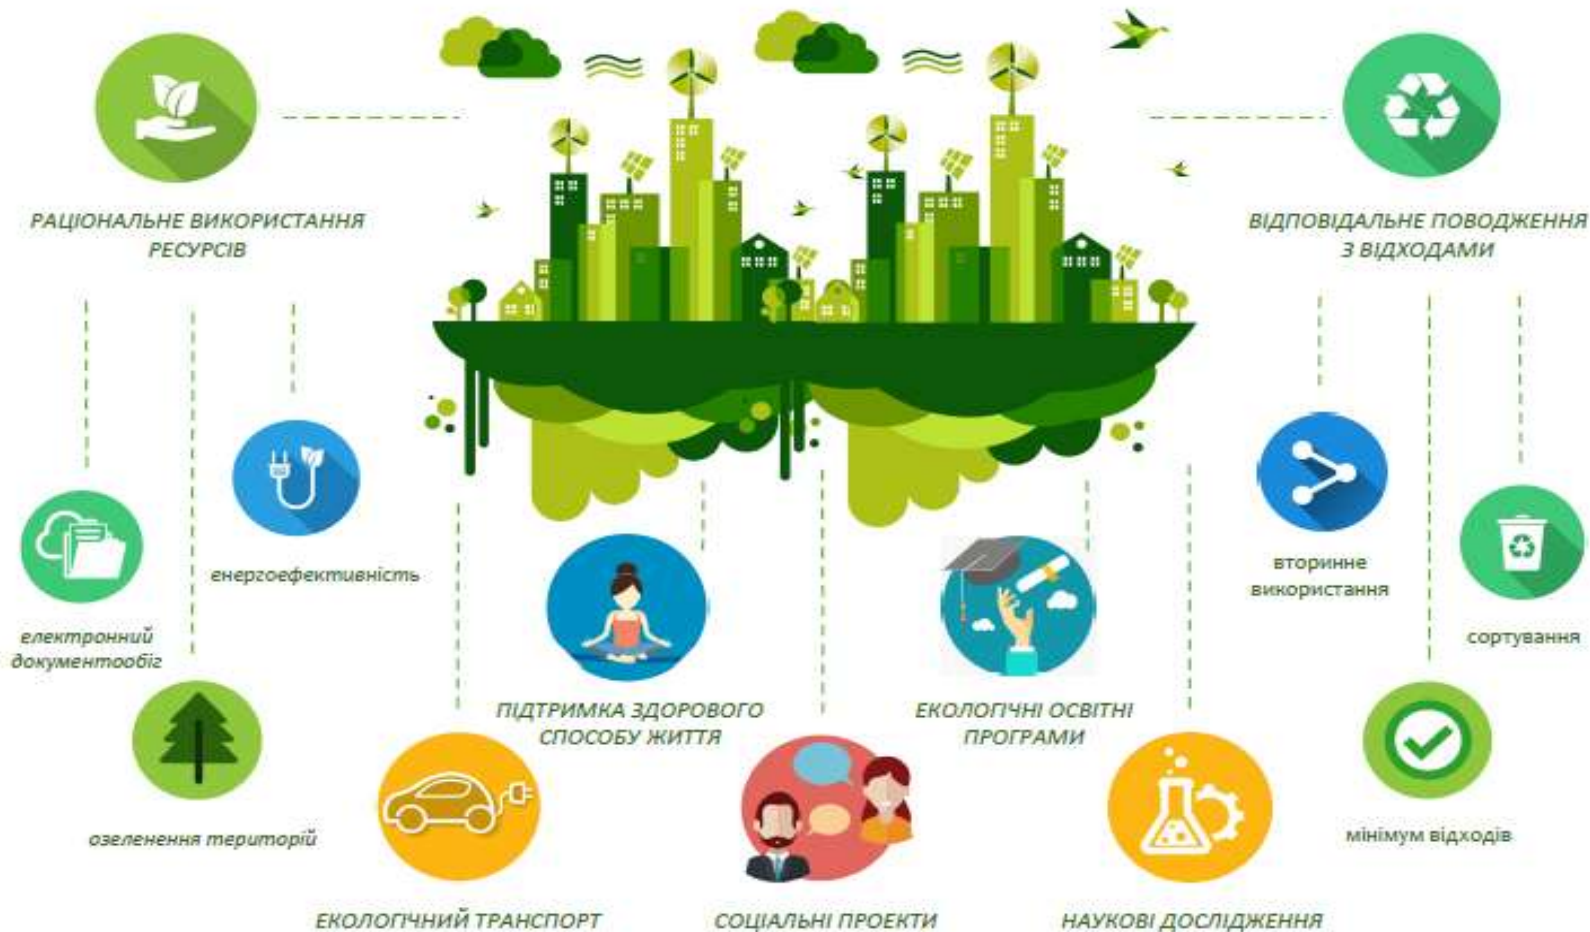 РАЦІОНАЛЬНЕ ВИКОРИСТАННЯ
РЕСУРСІВ
ВІДПОВІДАЛЬНЕ ПОВОДЖЕННЯ
З ВІДХОДАМИ
енергоефективність
вторинне
використання
електронний
документообіг
сортування
ПІДТРИМКА ЗДОРОВОГО
СПОСОБУ ЖИТТЯ
ЕКОЛОГІЧНІ ОСВІТНІ
ПРОГРАМИ
озеленення територій
мінімум відходів
ЕКОЛОГІЧНИЙ ТРАНСПОРТ
СОЦІАЛЬНІ ПРОЕКТИ
НАУКОВІ ДОСЛІДЖЕННЯ